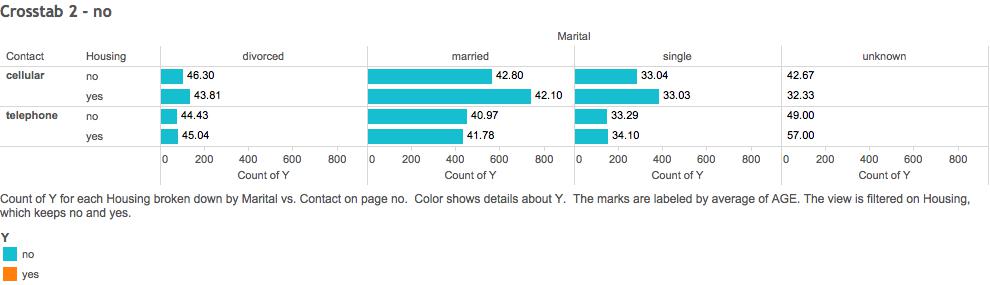 Crosstab 2 - no
Marital
Contact Housing divorced married single unknown
cellular no 46.30 42.80 33.04 42.67
yes 43.81 42.10 33.03 32.33
telephone no 44.43 40.97 33.29 49.00
yes 45.04 41.78 34.10 57.00
0 200 400 600 800 0 200 400 600 800 0 200 400 600 800 0 200 400 600 800
Count of Y Count of Y Count of Y Count of Y
Count of Y for each Housing broken down by Marital vs. Contact on page no.  Color shows details about Y.  The marks are labeled by average of AGE. The view is filtered on Housing,
which keeps no and yes.
Y
no
yes